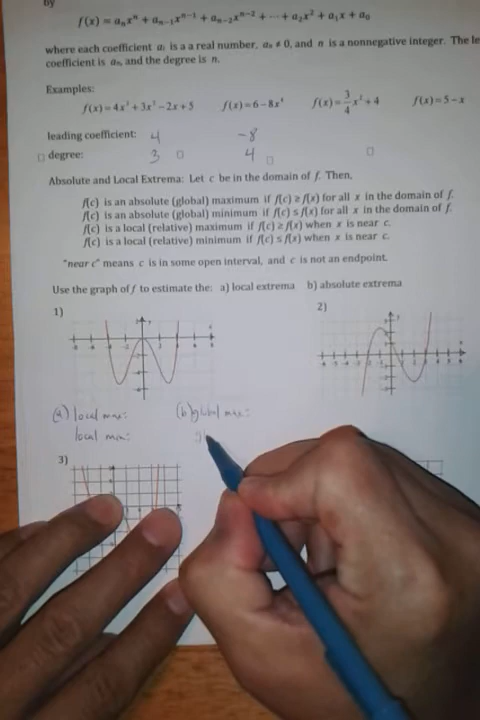 by
f(x) = aₙxⁿ + aₙ₋₁xⁿ⁻¹ + aₙ₋₂xⁿ⁻² + ⋯ + a₂x² + a₁x + a₀
where each coefficient aᵢ is a a real number, aₙ ≠ 0, and n is a nonnegative integer. The le
coefficient is aₙ, and the degree is n.
Examples:
f(x) = 4x³ + 3x² − 2x + 5 f(x) = 6 − 8x⁴ f(x) = 3/4 x² + 4 f(x) = 5 − x
leading coefficient: 4 −8
degree: 3 4
Absolute and Local Extrema: Let c be in the domain of f. Then,
f(c) is an absolute (global) maximum if f(c) ≥ f(x) for all x in the domain of f.
f(c) is an absolute (global) minimum if f(c) ≤ f(x) for all x in the domain of f.
f(c) is a local (relative) maximum if f(c) ≥ f(x) when x is near c.
f(c) is a local (relative) minimum if f(c) ≤ f(x) when x is near c.
"near c" means c is in some open interval, and c is not an endpoint.
Use the graph of f to estimate the: a) local extrema b) absolute extrema
1) 2)
(a) local max: (b) global max:
local min: gl
3)